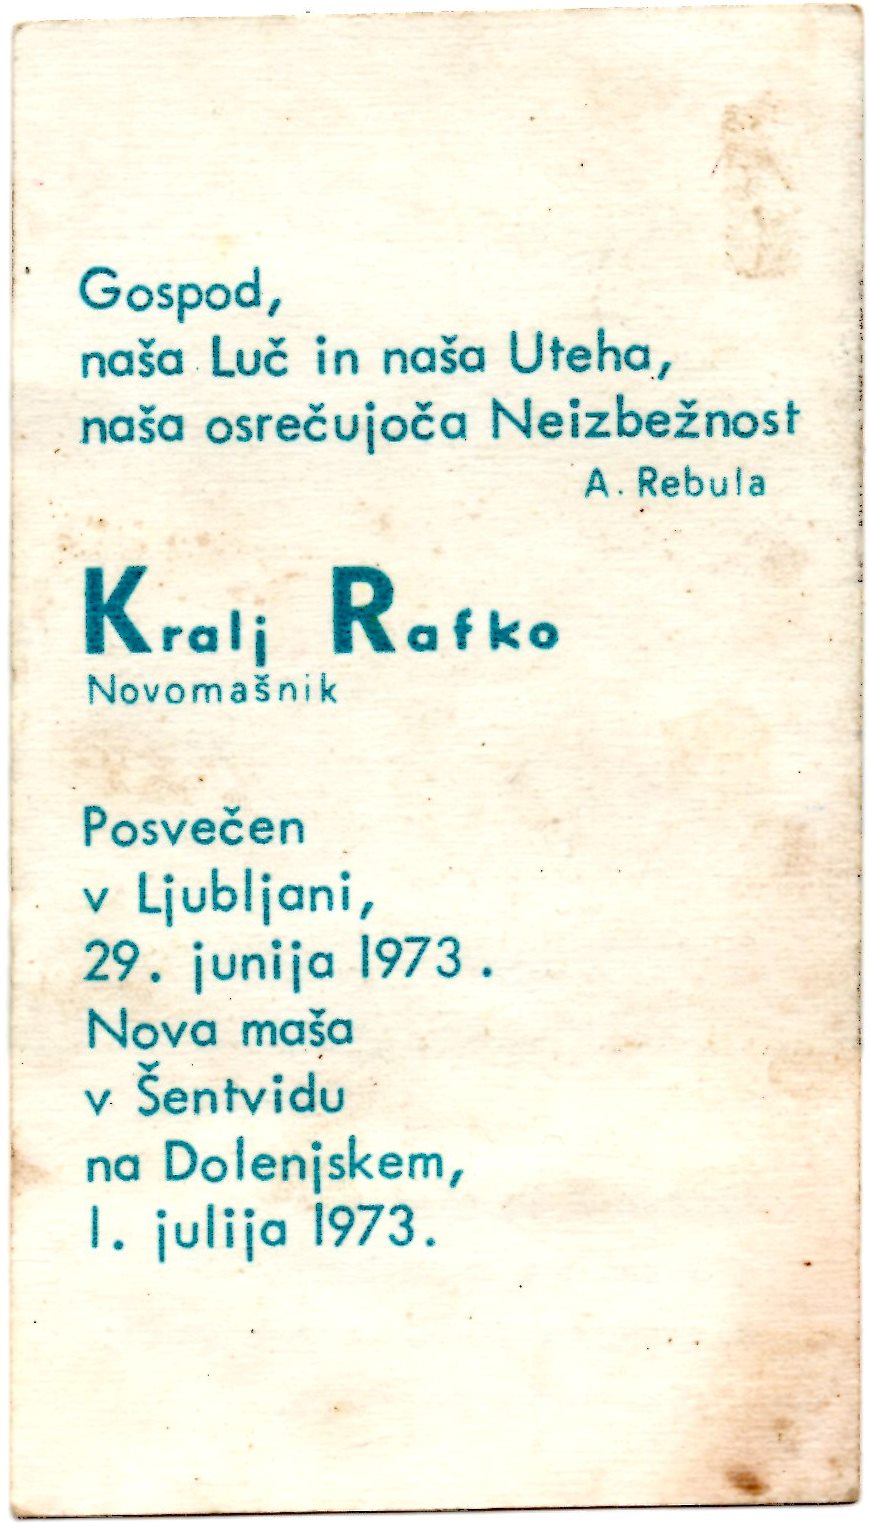 Gospod,
naša Luč in naša Uteha,
naša osrečujoča Neizbežnost
A. Rebula
Kralj Rafko
Novomašnik
Posvečen
v Ljubljani,
29. junija 1973.
Nova maša
v Šentvidu
na Dolenjskem,
1. julija 1973.